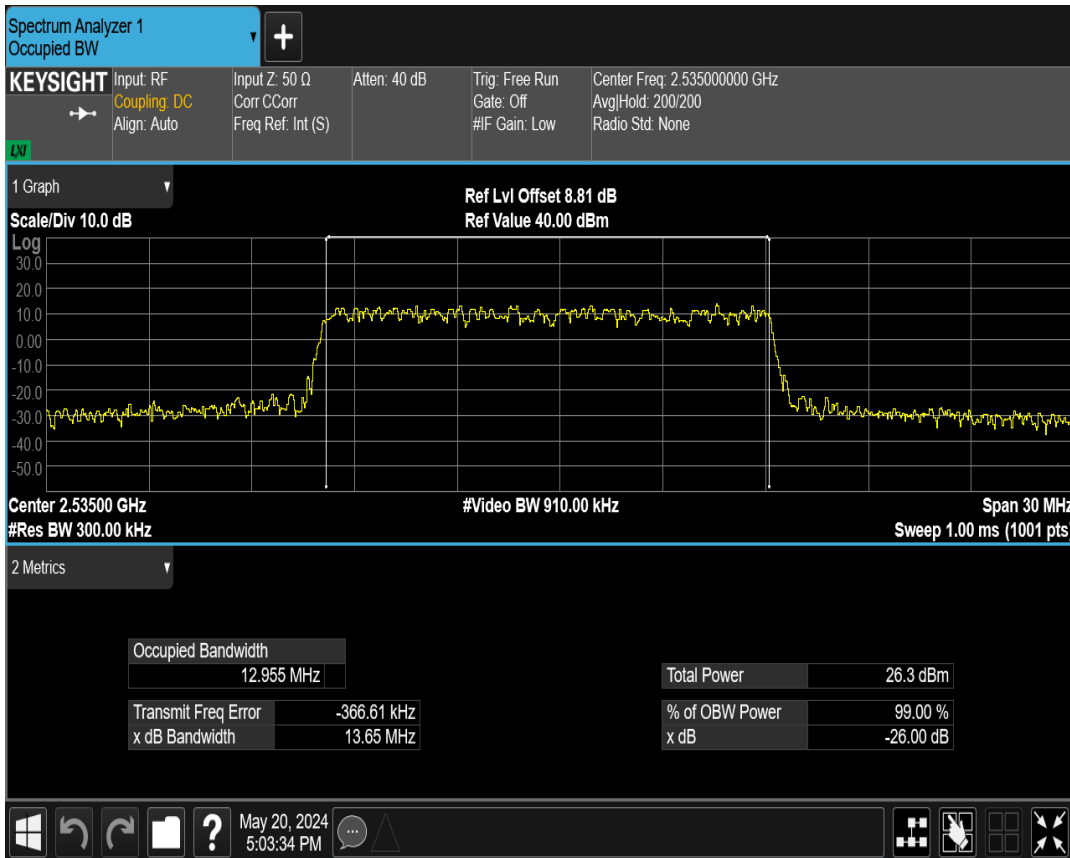 Spectrum Analyzer 1
Occupied BW
+
KEYSIGHT
LXI
Input: RF
Coupling: DC
Align: Auto
Input Z: 50 Ω
Corr CCorr
Freq Ref: Int (S)
Atten: 40 dB
Trig: Free Run
Gate: Off
#IF Gain: Low
Center Freq: 2.535000000 GHz
Avg|Hold: 200/200
Radio Std: None
1 Graph
Scale/Div 10.0 dB
Ref Lvl Offset 8.81 dB
Ref Value 40.00 dBm
Log
30.0
20.0
10.0
0.00
-10.0
-20.0
-30.0
-40.0
-50.0
Center 2.53500 GHz
#Video BW 910.00 kHz
Span 30 MHz
#Res BW 300.00 kHz
Sweep 1.00 ms (1001 pts)
2 Metrics
Occupied Bandwidth
12.955 MHz
Total Power 26.3 dBm
Transmit Freq Error -366.61 kHz
% of OBW Power 99.00 %
x dB Bandwidth 13.65 MHz
x dB -26.00 dB
?
May 20, 2024
5:03:34 PM